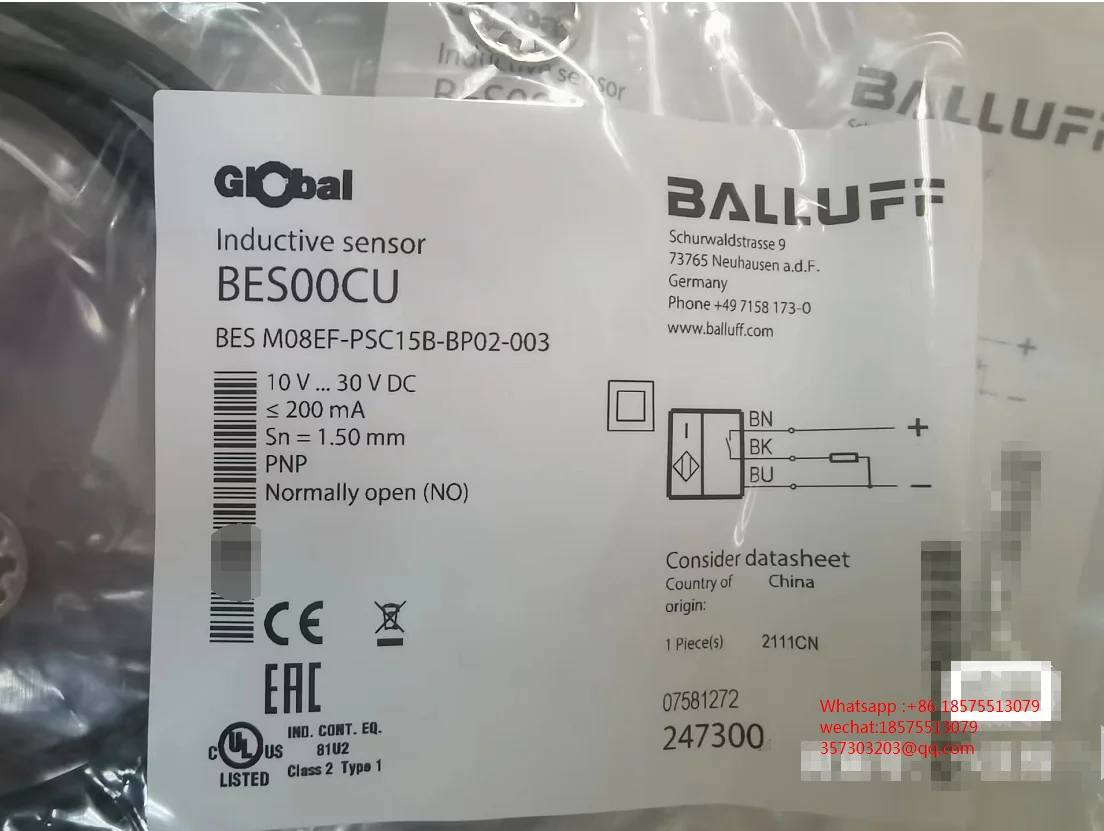 Inductive sensor
BALLUFF
Global
Inductive sensor
BES00CU
BES M08EF-PSC15B-BP02-003
10 V ... 30 V DC
≤ 200 mA
Sn = 1.50 mm
PNP
Normally open (NO)
CE
EAC
C UL US
LISTED
IND. CONT. EQ.
81U2
Class 2 Type 1
BALLUFF
Schurwaldstrasse 9
73765 Neuhausen a.d.F.
Germany
Phone +49 7158 173-0
www.balluff.com
BN
BK
BU
+
−
+
−
Consider datasheet
Country of China
origin:
1 Piece(s) 2111CN
07581272
247300
Whatsapp :+86 18575513079
wechat:18575513079
357303203@qq.com